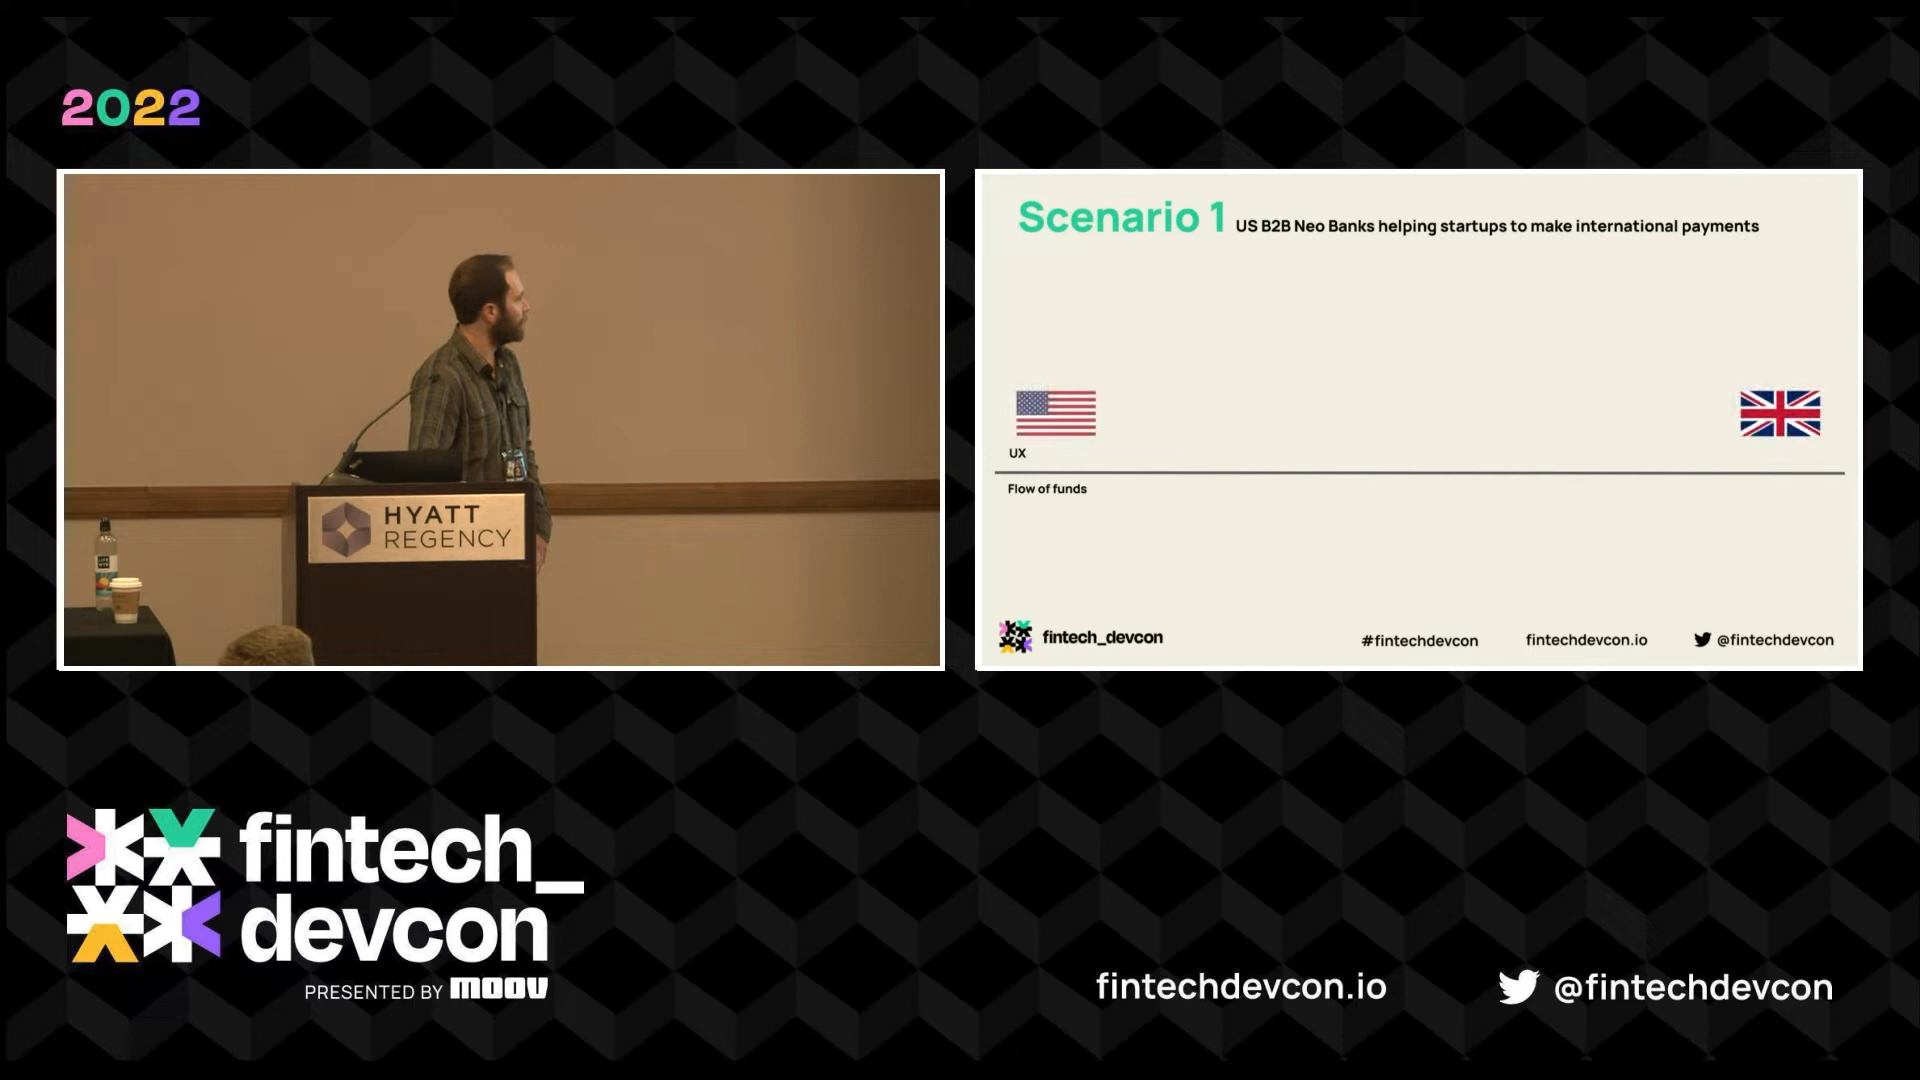 2022
HYATT
REGENCY
Scenario 1 US B2B Neo Banks helping startups to make international payments
UX
Flow of funds
fintech_devcon
#fintechdevcon
fintechdevcon.io
@fintechdevcon
fintech_
devcon
PRESENTED BY moov
fintechdevcon.io
@fintechdevcon